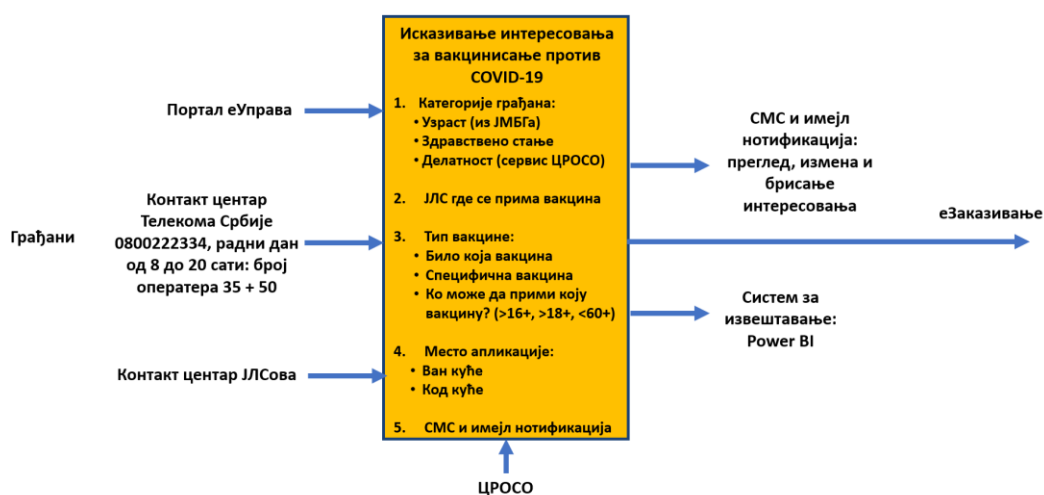 Грађани
Портал еУправа
Контакт центар
Телекома Србије
0800222334, радни дан
од 8 до 20 сати: број
оператера 35 + 50
Контакт центар ЈЛСова
Исказивање интересовања
за вакцинисање против
COVID-19
1. Категорије грађана:
• Узраст (из ЈМБГа)
• Здравствено стање
• Делатност (сервис ЦРОСО)
2. ЈЛС где се прима вакцина
3. Тип вакцине:
• Било која вакцина
• Специфична вакцина
• Ко може да прими коју
вакцину? (>16+, >18+, <60+)
4. Место апликације:
• Ван куће
• Код куће
5. СМС и имејл нотификација
ЦРОСО
СМС и имејл
нотификација:
преглед, измена и
брисање
интересовања
еЗаказивање
Систем за
извештавање:
Power BI